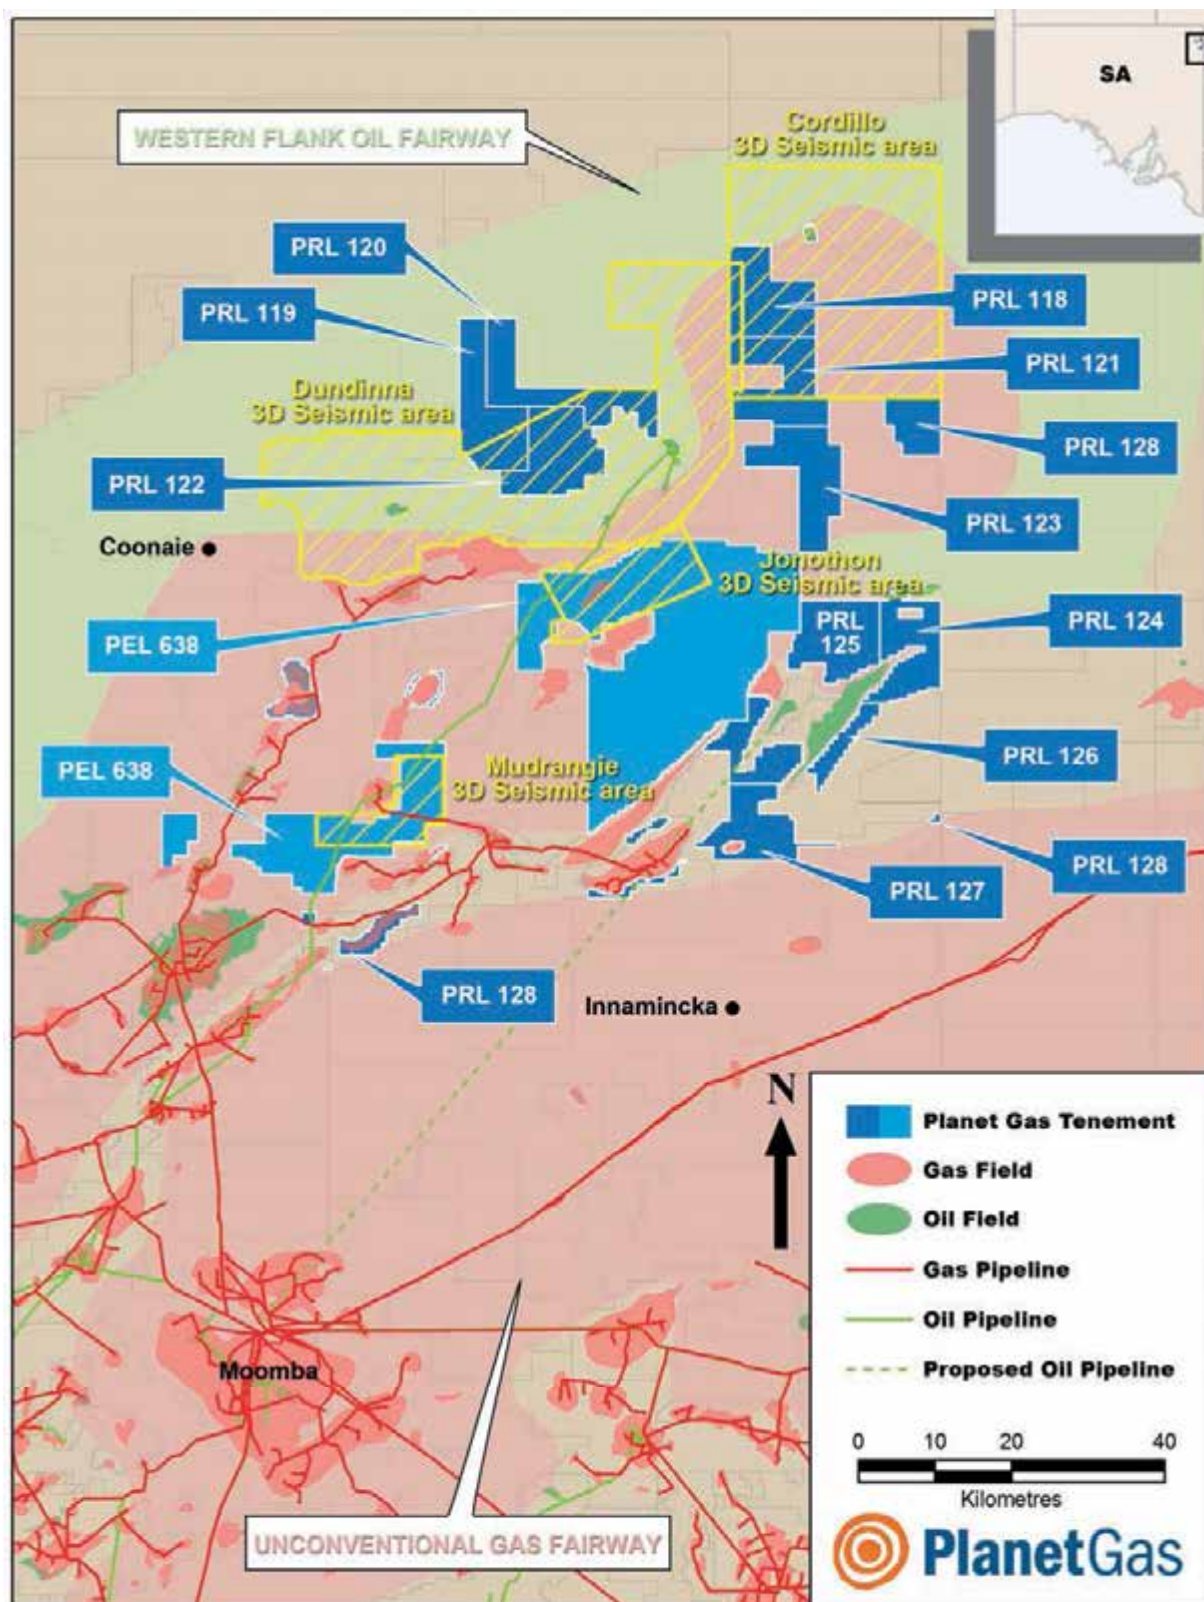 SA
WESTERN FLANK OIL FAIRWAY
Cordillo
3D Seismic area
PRL 120
PRL 119
PRL 118
PRL 121
Dundinna
3D Seismic area
PRL 128
PRL 122
PRL 123
Coonaie
Jonothon
3D Seismic area
PEL 638
PRL
125
PRL 124
PEL 638
Mudrangie
3D Seismic area
PRL 126
PRL 128
PRL 127
PRL 128
Innamincka
N
Planet Gas Tenement
Gas Field
Oil Field
Gas Pipeline
Oil Pipeline
Proposed Oil Pipeline
Moomba
0 10 20 40
Kilometres
UNCONVENTIONAL GAS FAIRWAY
PlanetGas